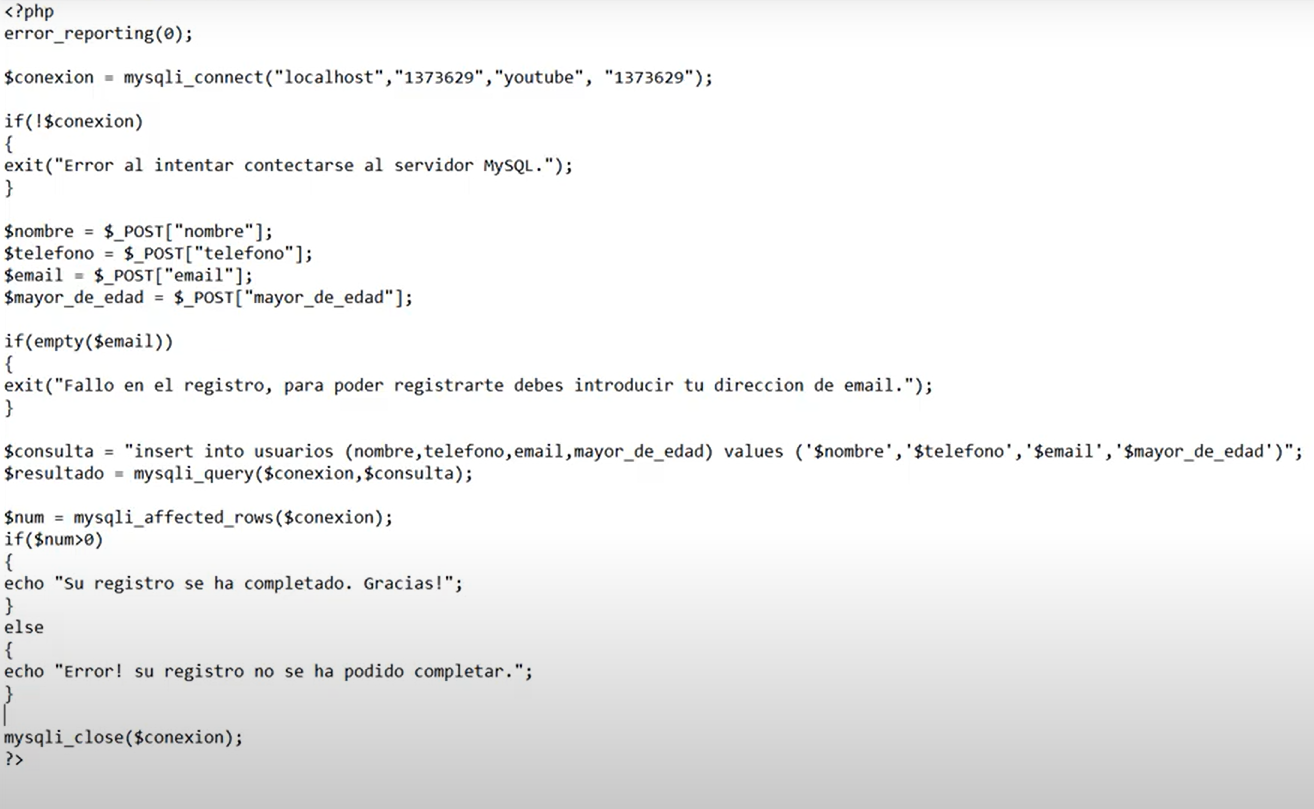 <?php
error_reporting(0);
$conexion = mysqli_connect("localhost","1373629","youtube", "1373629");
if(!$conexion)
{
exit("Error al intentar contectarse al servidor MySQL.");
}
$nombre = $_POST["nombre"];
$telefono = $_POST["telefono"];
$email = $_POST["email"];
$mayor_de_edad = $_POST["mayor_de_edad"];
if(empty($email))
{
exit("Fallo en el registro, para poder registrarte debes introducir tu direccion de email.");
}
$consulta = "insert into usuarios (nombre,telefono,email,mayor_de_edad) values ('$nombre','$telefono','$email','$mayor_de_edad')";
$resultado = mysqli_query($conexion,$consulta);
$num = mysqli_affected_rows($conexion);
if($num>0)
{
echo "Su registro se ha completado. Gracias!";
}
else
{
echo "Error! su registro no se ha podido completar.";
}
mysqli_close($conexion);
?>